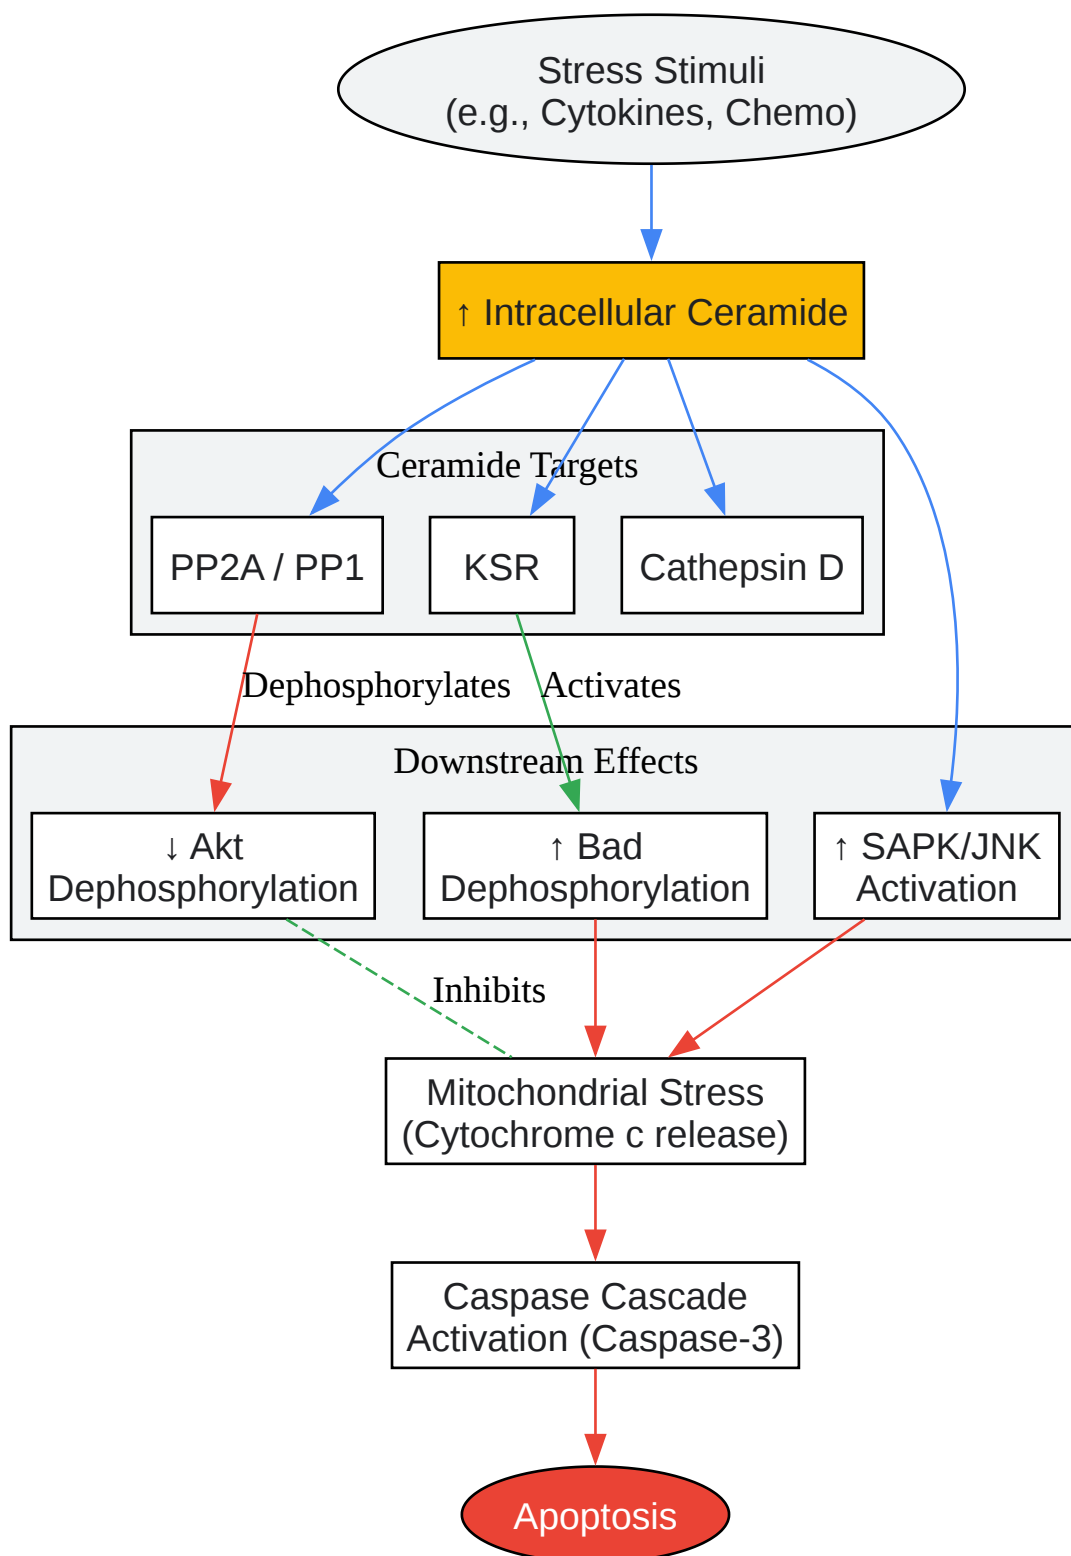 Stress Stimuli
(e.g., Cytokines, Chemo)
↑ Intracellular Ceramide
Ceramide Targets
PP2A / PP1
KSR
Cathepsin D
Dephosphorylates
Activates
Downstream Effects
↓ Akt
Dephosphorylation
↑ Bad
Dephosphorylation
↑ SAPK/JNK
Activation
Inhibits
Mitochondrial Stress
(Cytochrome c release)
Caspase Cascade
Activation (Caspase-3)
Apoptosis